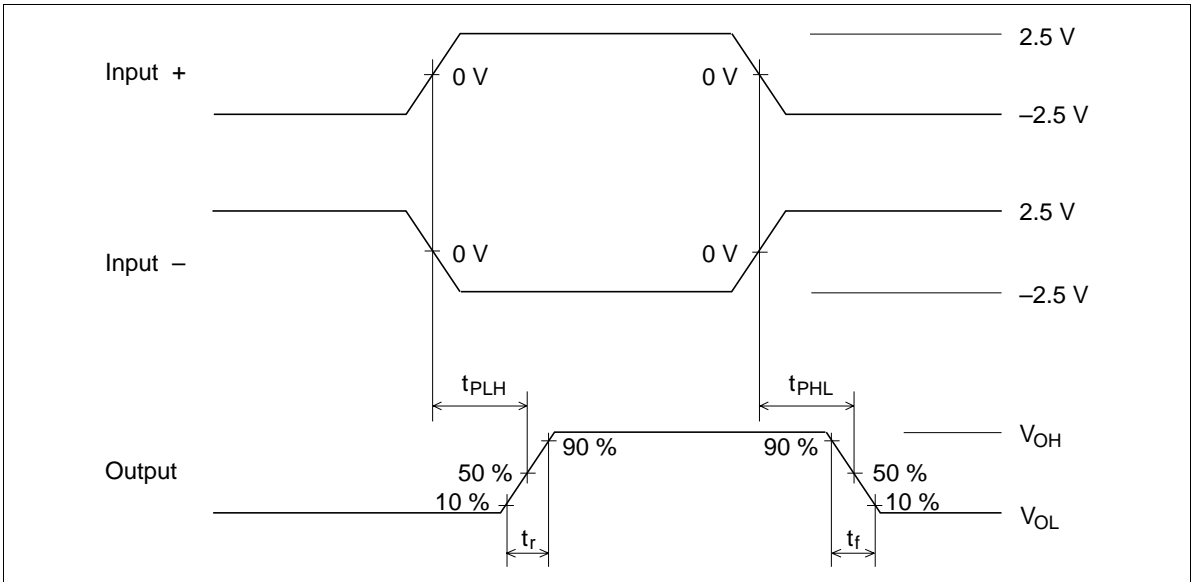 2.5 V
Input +
0 V
0 V
–2.5 V
2.5 V
Input –
0 V
0 V
–2.5 V
tPLH
tPHL
VOH
90 %
90 %
Output
50 %
50 %
10 %
10 %
VOL
tr
tf